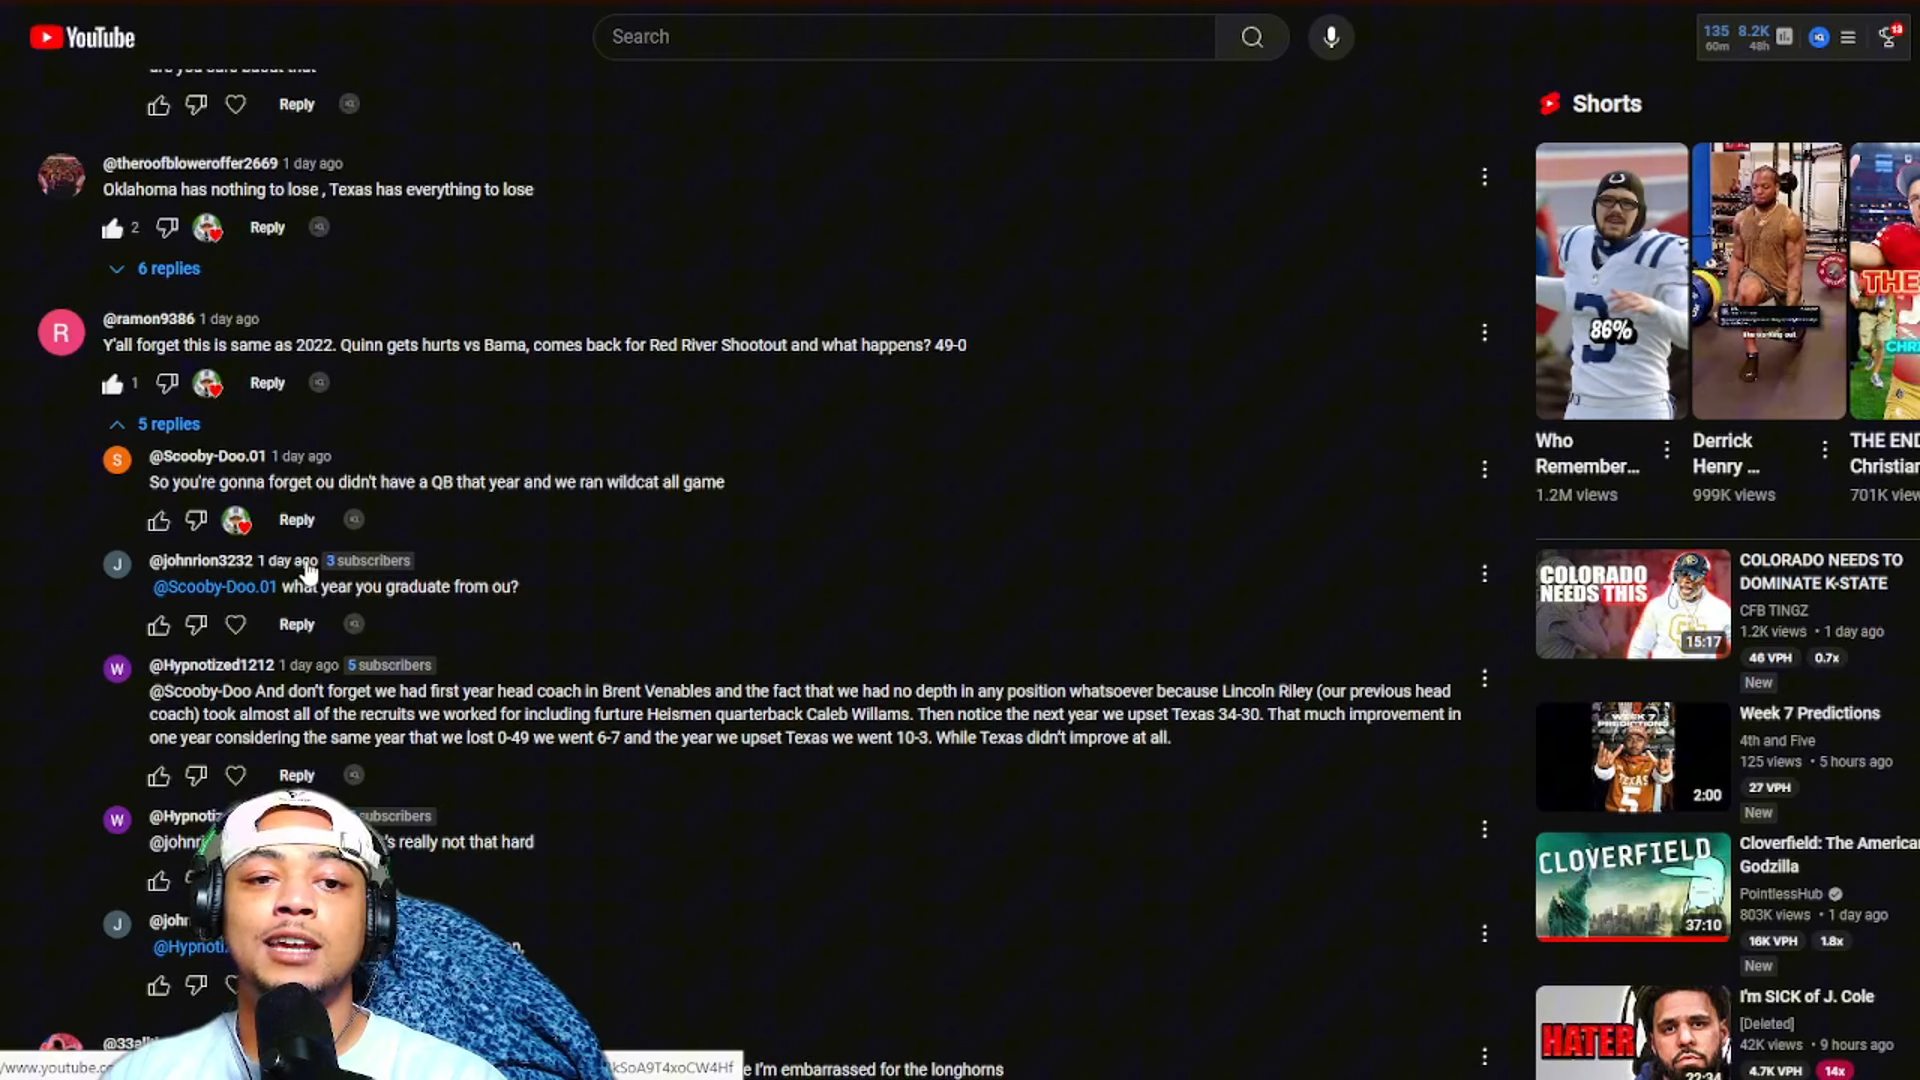 YouTube
Search
135 8.2K
60m 48h
13
Reply
@theroofbloweroffer2669 1 day ago
Oklahoma has nothing to lose , Texas has everything to lose
2 Reply
6 replies
R
@ramon9386 1 day ago
Y'all forget this is same as 2022. Quinn gets hurts vs Bama, comes back for Red River Shootout and what happens? 49-0
1 Reply
5 replies
S
@Scooby-Doo.01 1 day ago
So you're gonna forget ou didn't have a QB that year and we ran wildcat all game
Reply
J
@johnrion3232 1 day ago 3 subscribers
@Scooby-Doo.01 what year you graduate from ou?
Reply
W
@Hypnotized1212 1 day ago 5 subscribers
@Scooby-Doo And don't forget we had first year head coach in Brent Venables and the fact that we had no depth in any position whatsoever because Lincoln Riley (our previous head
coach) took almost all of the recruits we worked for including furture Heismen quarterback Caleb Willams. Then notice the next year we upset Texas 34-30. That much improvement in
one year considering the same year that we lost 0-49 we went 6-7 and the year we upset Texas we went 10-3. While Texas didn't improve at all.
Reply
W
subscribers
really not that hard
J
e I'm embarrassed for the longhorns
Shorts
86%
THE
Who
Remember...
1.2M views
Derrick
Henry ...
999K views
THE END
Christian
701K
COLORADO
NEEDS THIS
15:17
COLORADO NEEDS TO
DOMINATE K-STATE
CFB TINGZ
1.2K views • 1 day ago
46 VPH 0.7x
New
WEEK 7
PREDICTIONS
TEXAS
5
2:00
Week 7 Predictions
4th and Five
125 views • 5 hours ago
27 VPH
New
CLOVERFIELD
37:10
Cloverfield: The American
Godzilla
PointlessHub
803K views • 1 day ago
16K VPH 1.8x
New
HATER
22:34
I'm SICK of J. Cole
[Deleted]
42K views • 9 hours ago
4.7K VPH 14x